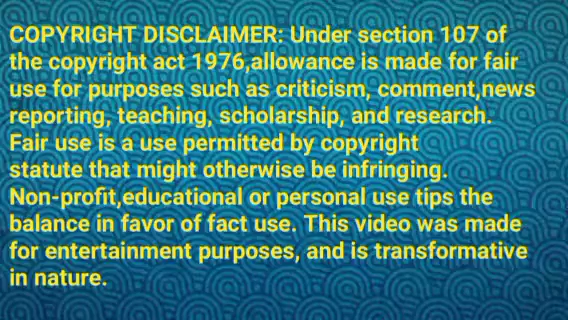 COPYRIGHT DISCLAIMER: Under section 107 of
the copyright act 1976,allowance is made for fair
use for purposes such as criticism, comment,news
reporting, teaching, scholarship, and research.
Fair use is a use permitted by copyright
statute that might otherwise be infringing.
Non-profit,educational or personal use tips the
balance in favor of fact use. This video was made
for entertainment purposes, and is transformative
in nature.